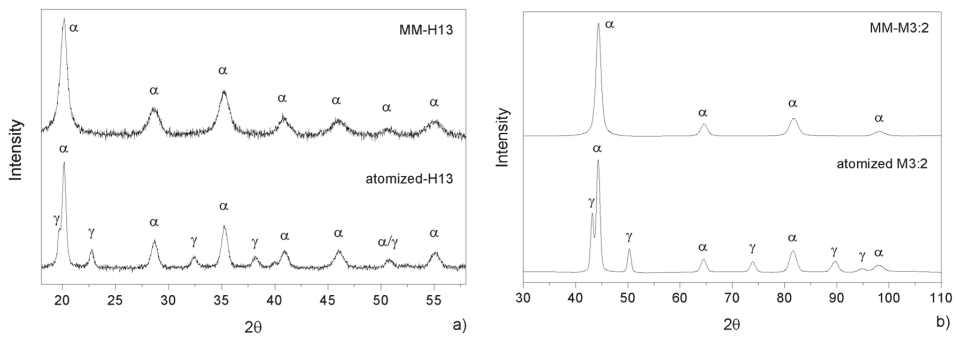 α
MM-H13
α
α
α
α
α
α
Intensity
α
atomized-H13
γ
γ
α
γ
α
γ
α
α
α/γ
α
20 25 30 35 40 45 50 55
2θ
a)
α
MM-M3:2
α
α
α
Intensity
α
atomized M3:2
γ
γ
α
γ
α
γ
γ
α
30 40 50 60 70 80 90 100 110
2θ
b)